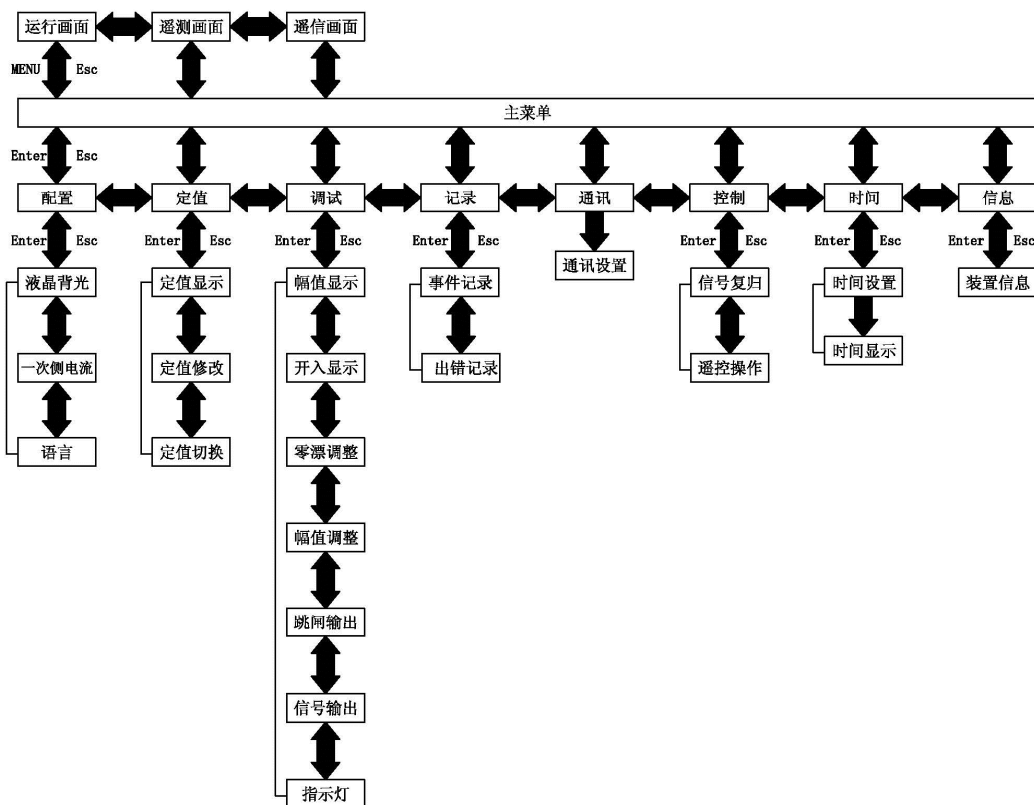 运行画面 遥测画面 遥信画面
MENU Esc
主菜单
Enter Esc
配置 定值 调试 记录 通讯 控制 时间 信息
Enter Esc Enter Esc Enter Esc Enter Esc Enter Esc Enter Esc Enter Esc
通讯设置
液晶背光 定值显示 幅值显示 事件记录 信号复归 时间设置 装置信息
时间显示
一次侧电流 定值修改 开入显示 出错记录 遥控操作
语言 定值切换 零漂调整
幅值调整
跳闸输出
信号输出
指示灯